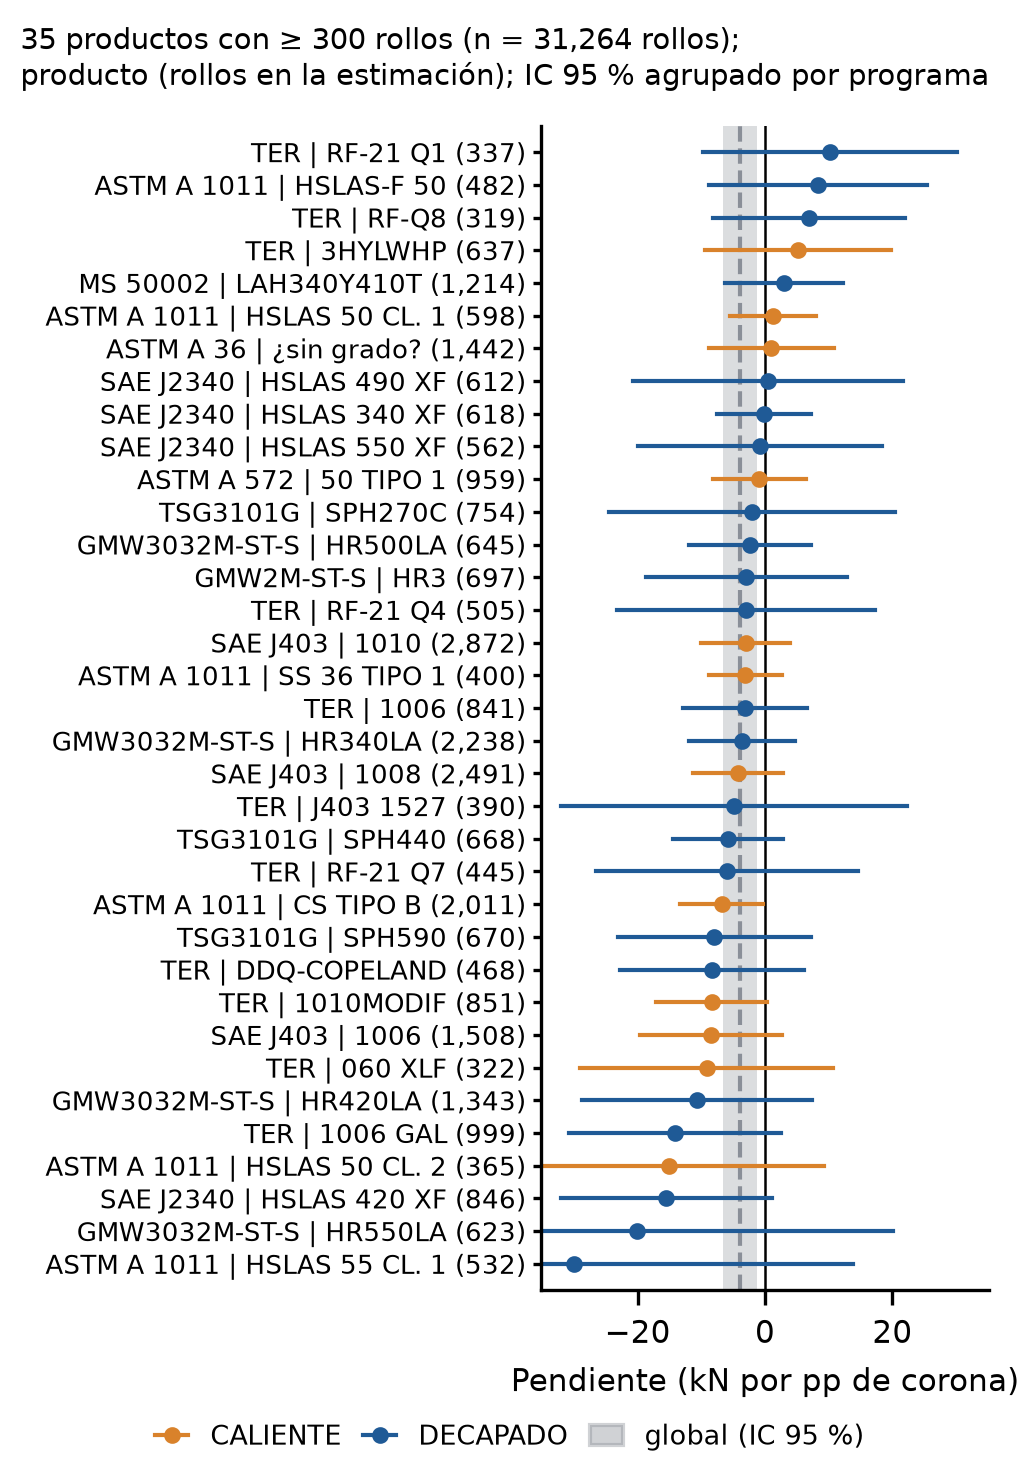 35 productos con ≥ 300 rollos (n = 31,264 rollos);
producto (rollos en la estimación); IC 95 % agrupado por programa
TER | RF-21 Q1 (337)
ASTM A 1011 | HSLAS-F 50 (482)
TER | RF-Q8 (319)
TER | 3HYLWHP (637)
MS 50002 | LAH340Y410T (1,214)
ASTM A 1011 | HSLAS 50 CL. 1 (598)
ASTM A 36 | ¿sin grado? (1,442)
SAE J2340 | HSLAS 490 XF (612)
SAE J2340 | HSLAS 340 XF (618)
SAE J2340 | HSLAS 550 XF (562)
ASTM A 572 | 50 TIPO 1 (959)
TSG3101G | SPH270C (754)
GMW3032M-ST-S | HR500LA (645)
GMW2M-ST-S | HR3 (697)
TER | RF-21 Q4 (505)
SAE J403 | 1010 (2,872)
ASTM A 1011 | SS 36 TIPO 1 (400)
TER | 1006 (841)
GMW3032M-ST-S | HR340LA (2,238)
SAE J403 | 1008 (2,491)
TER | J403 1527 (390)
TSG3101G | SPH440 (668)
TER | RF-21 Q7 (445)
ASTM A 1011 | CS TIPO B (2,011)
TSG3101G | SPH590 (670)
TER | DDQ-COPELAND (468)
TER | 1010MODIF (851)
SAE J403 | 1006 (1,508)
TER | 060 XLF (322)
GMW3032M-ST-S | HR420LA (1,343)
TER | 1006 GAL (999)
ASTM A 1011 | HSLAS 50 CL. 2 (365)
SAE J2340 | HSLAS 420 XF (846)
GMW3032M-ST-S | HR550LA (623)
ASTM A 1011 | HSLAS 55 CL. 1 (532)
−20 0 20
Pendiente (kN por pp de corona)
CALIENTE DECAPADO global (IC 95 %)